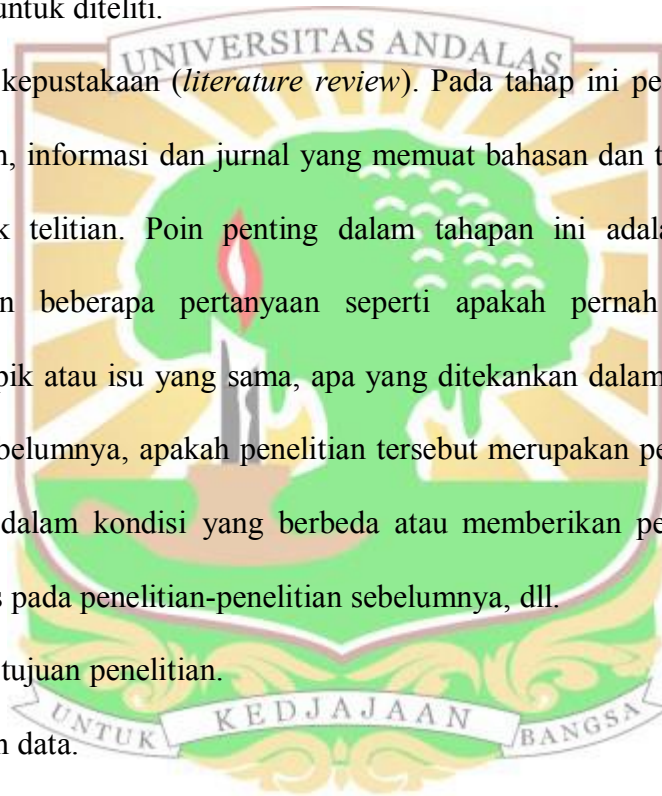 untuk diteliti.
UNIVERSITAS ANDALAS
kepustakaan (literature review). Pada tahap ini pe
n, informasi dan jurnal yang memuat bahasan dan t
k telitian. Poin penting dalam tahapan ini adala
n beberapa pertanyaan seperti apakah pernah
pik atau isu yang sama, apa yang ditekankan dalam
belumnya, apakah penelitian tersebut merupakan pe
dalam kondisi yang berbeda atau memberikan pe
s pada penelitian-penelitian sebelumnya, dll.
tujuan penelitian.
UNTUK KEDJAJAAN BANGSA
n data.